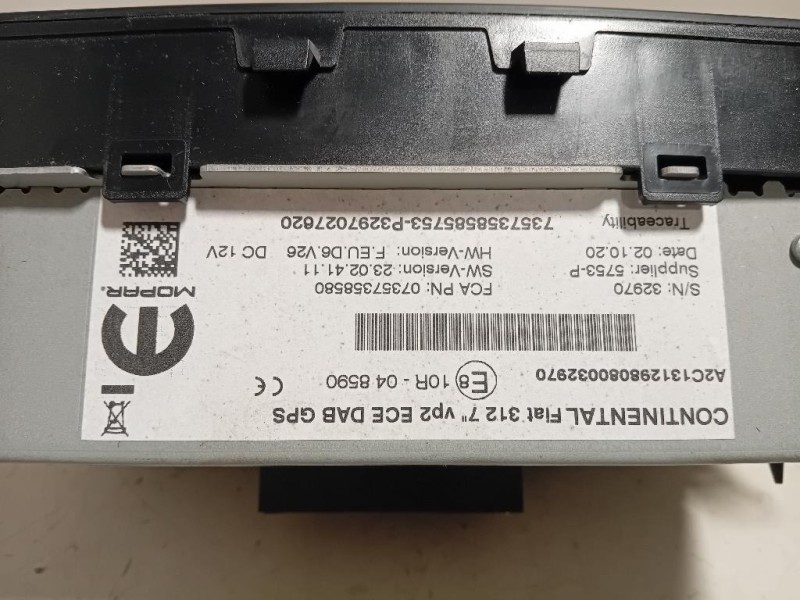 CONTINENTAL Fiat 312 7" vp2 ECE DAB GPS
E8 10R - 04 8590 CE
A2C131298080032970
S/N: 32970 FCA PN: 07357358580
Supplier: 5753-P SW-Version: 23.02.41.11
Date: 02.10.20 HW-Version: F.EU.D6.V26 DC 12V
Traceability 7357358585753-P3297027620
MOPAR.